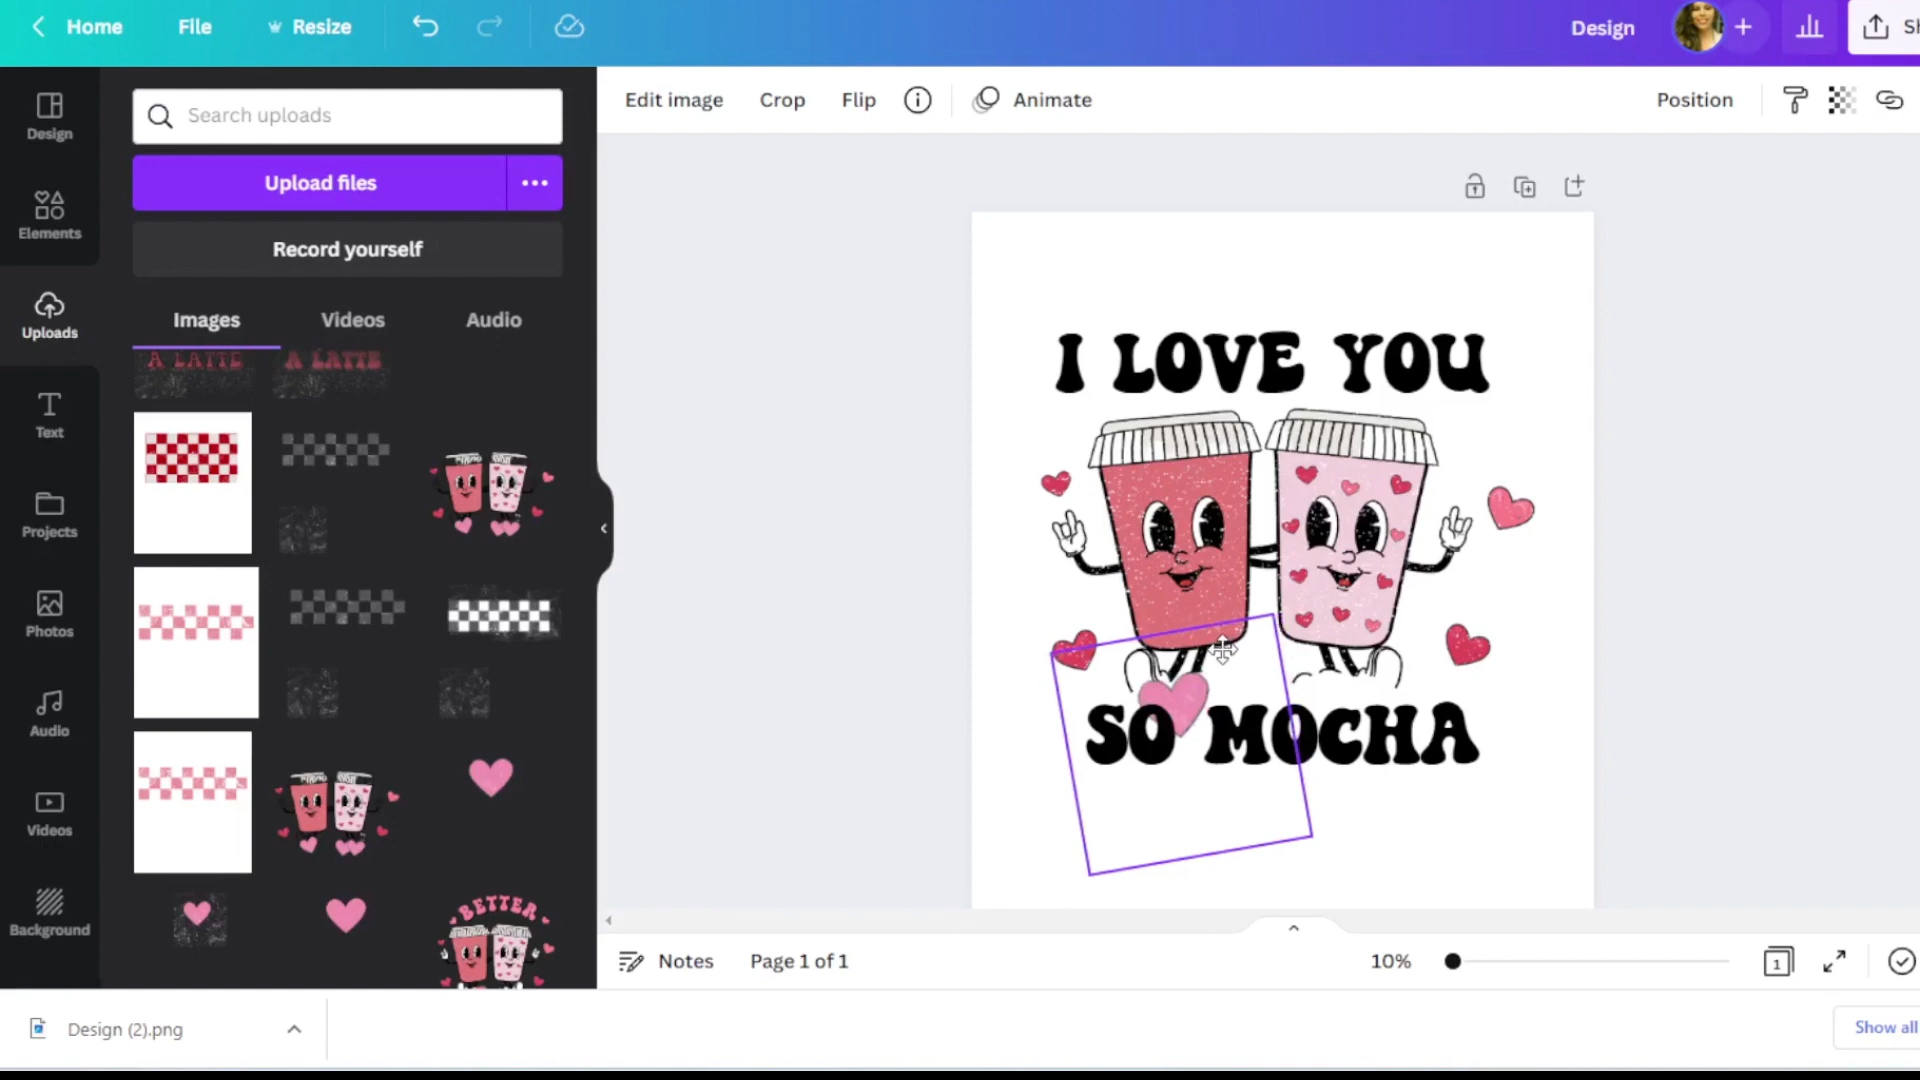 Home File Resize Design
Edit image Crop Flip Animate Position
Design
Elements
Uploads
Text
Projects
Photos
Audio
Videos
Background
Search uploads
Upload files
Record yourself
Images Videos Audio
A LATTE A LATTE
BETTER
I LOVE YOU
SO MOCHA
Notes Page 1 of 1 10% 1
Design (2).png Show all